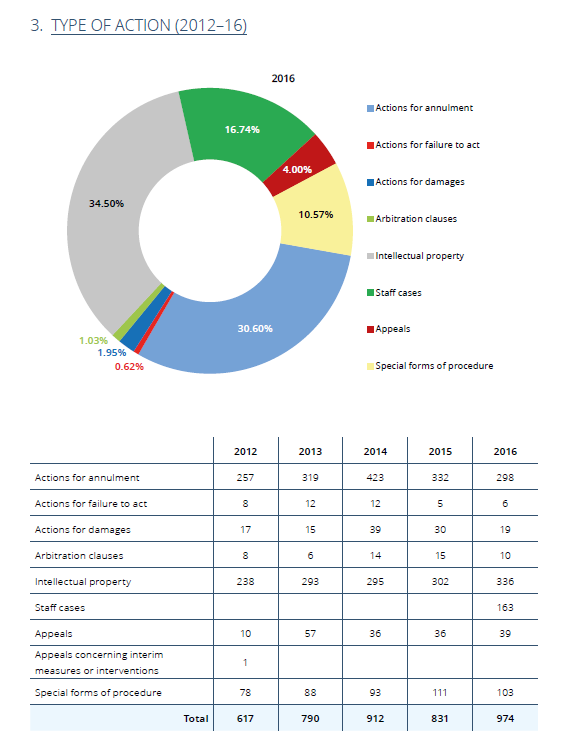 3. TYPE OF ACTION (2012–16)
2016
Actions for annulment
Actions for failure to act
Actions for damages
Arbitration clauses
Intellectual property
Staff cases
Appeals
Special forms of procedure
16.74%
4.00%
10.57%
34.50%
30.60%
1.03%
1.95%
0.62%
2012 2013 2014 2015 2016
Actions for annulment 257 319 423 332 298
Actions for failure to act 8 12 12 5 6
Actions for damages 17 15 39 30 19
Arbitration clauses 8 6 14 15 10
Intellectual property 238 293 295 302 336
Staff cases 163
Appeals 10 57 36 36 39
Appeals concerning interim
measures or interventions 1
Special forms of procedure 78 88 93 111 103
Total 617 790 912 831 974